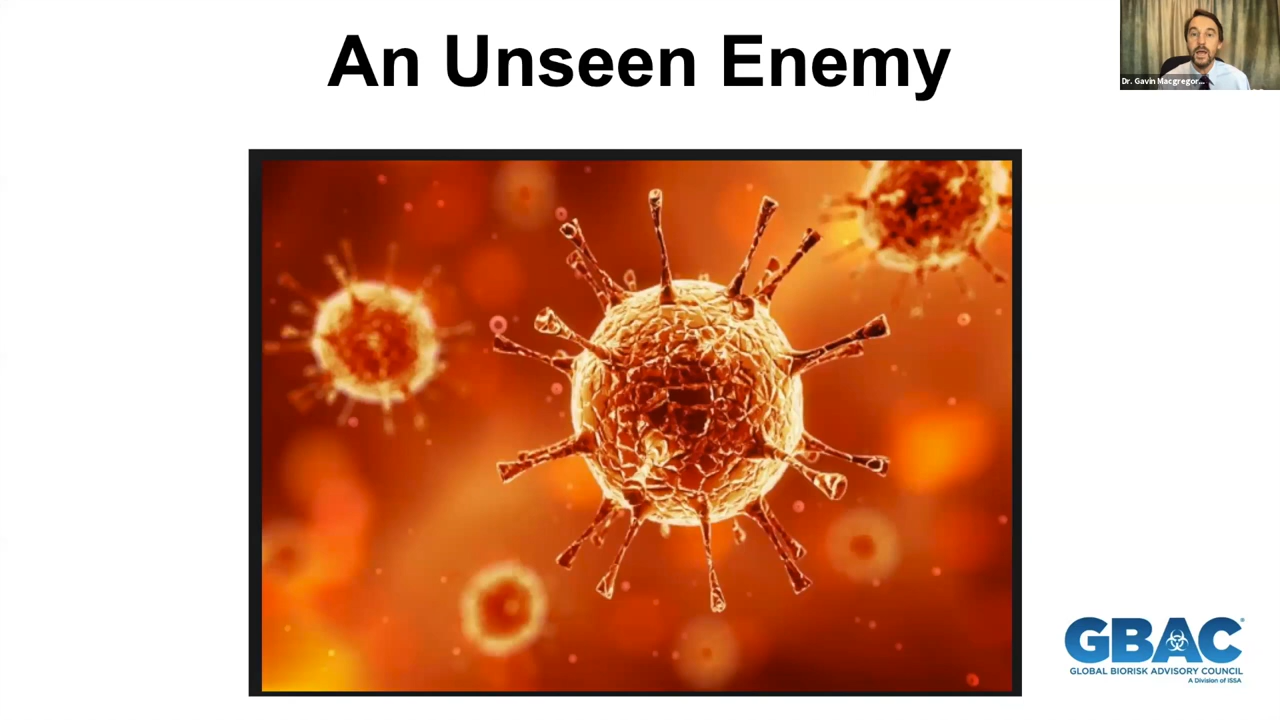 An Unseen Enemy
Dr. Gavin Macgregor...
GBAC
GLOBAL BIORISK ADVISORY COUNCIL
A Division of ISSA